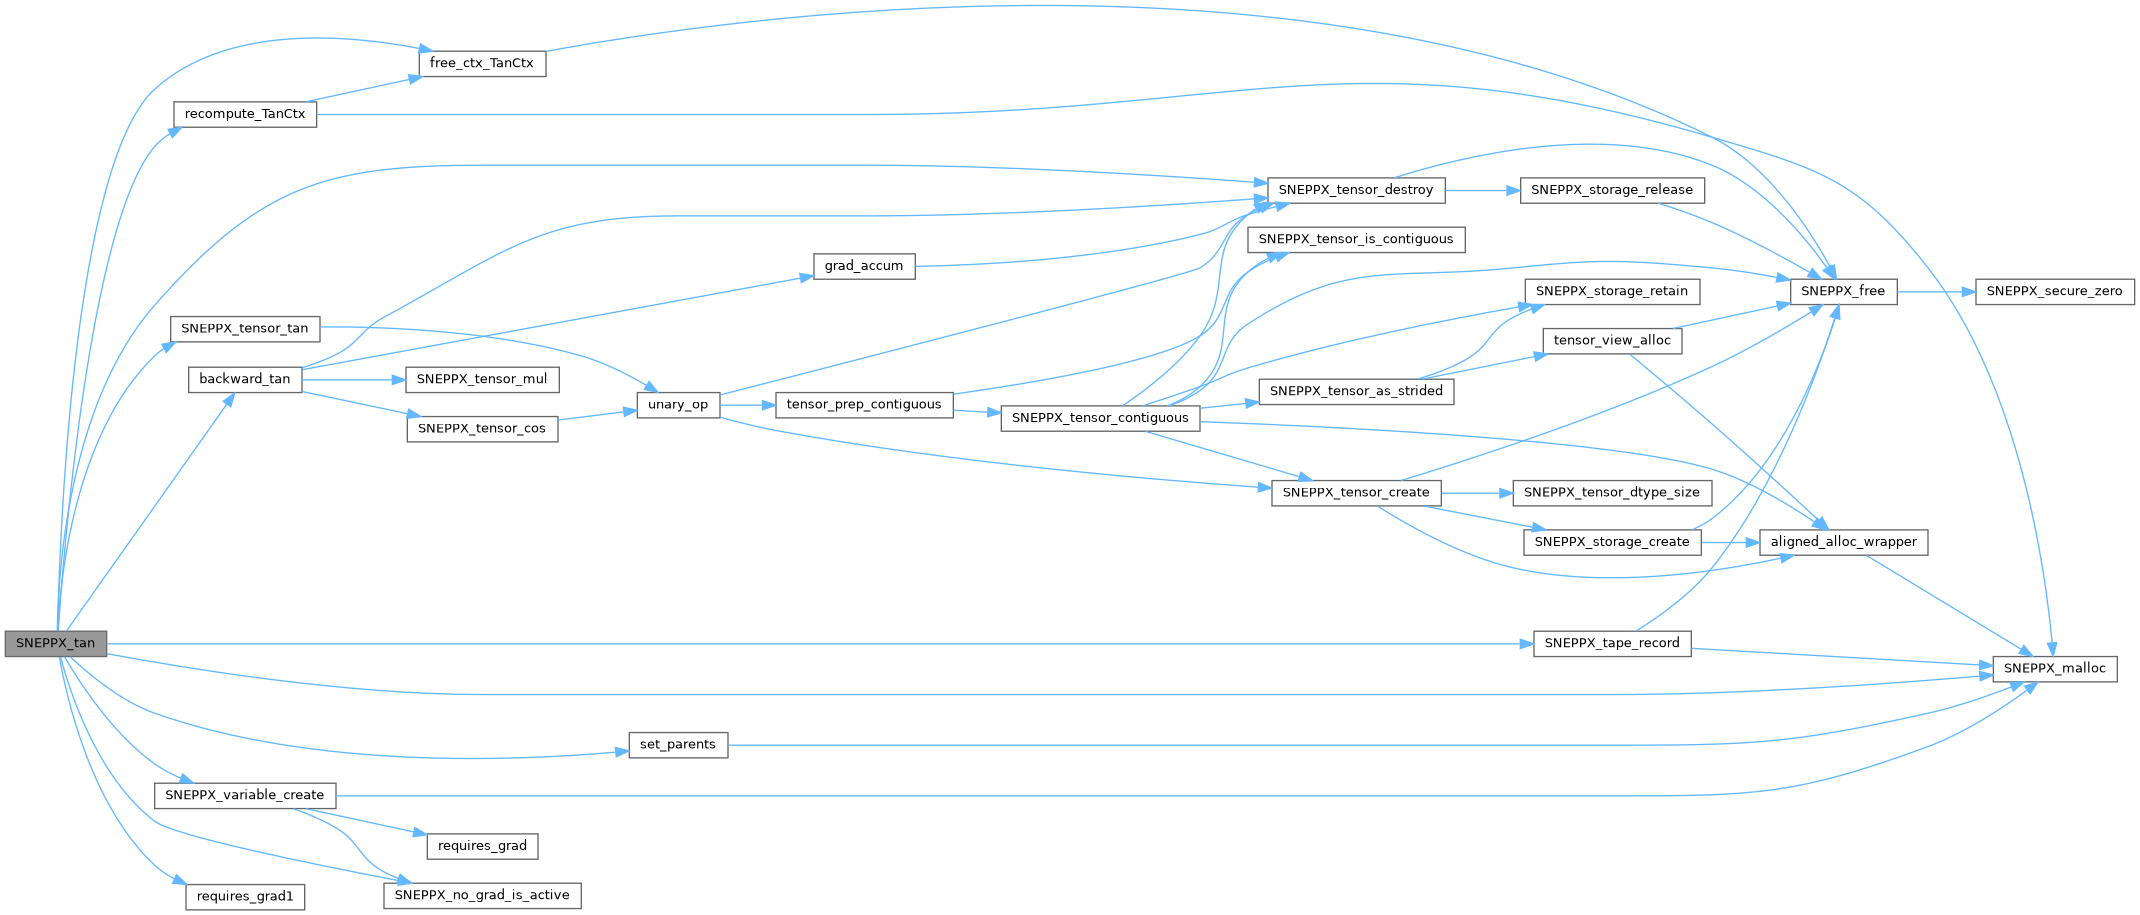 free_ctx_TanCtx
recompute_TanCtx
SNEPPX_tensor_destroy
SNEPPX_storage_release
SNEPPX_tensor_is_contiguous
grad_accum
SNEPPX_storage_retain
SNEPPX_free
SNEPPX_secure_zero
SNEPPX_tensor_tan
tensor_view_alloc
backward_tan
SNEPPX_tensor_mul
SNEPPX_tensor_as_strided
unary_op
tensor_prep_contiguous
SNEPPX_tensor_contiguous
SNEPPX_tensor_cos
SNEPPX_tensor_create
SNEPPX_tensor_dtype_size
SNEPPX_storage_create
aligned_alloc_wrapper
SNEPPX_tan
SNEPPX_tape_record
SNEPPX_malloc
set_parents
SNEPPX_variable_create
requires_grad
SNEPPX_no_grad_is_active
requires_grad1